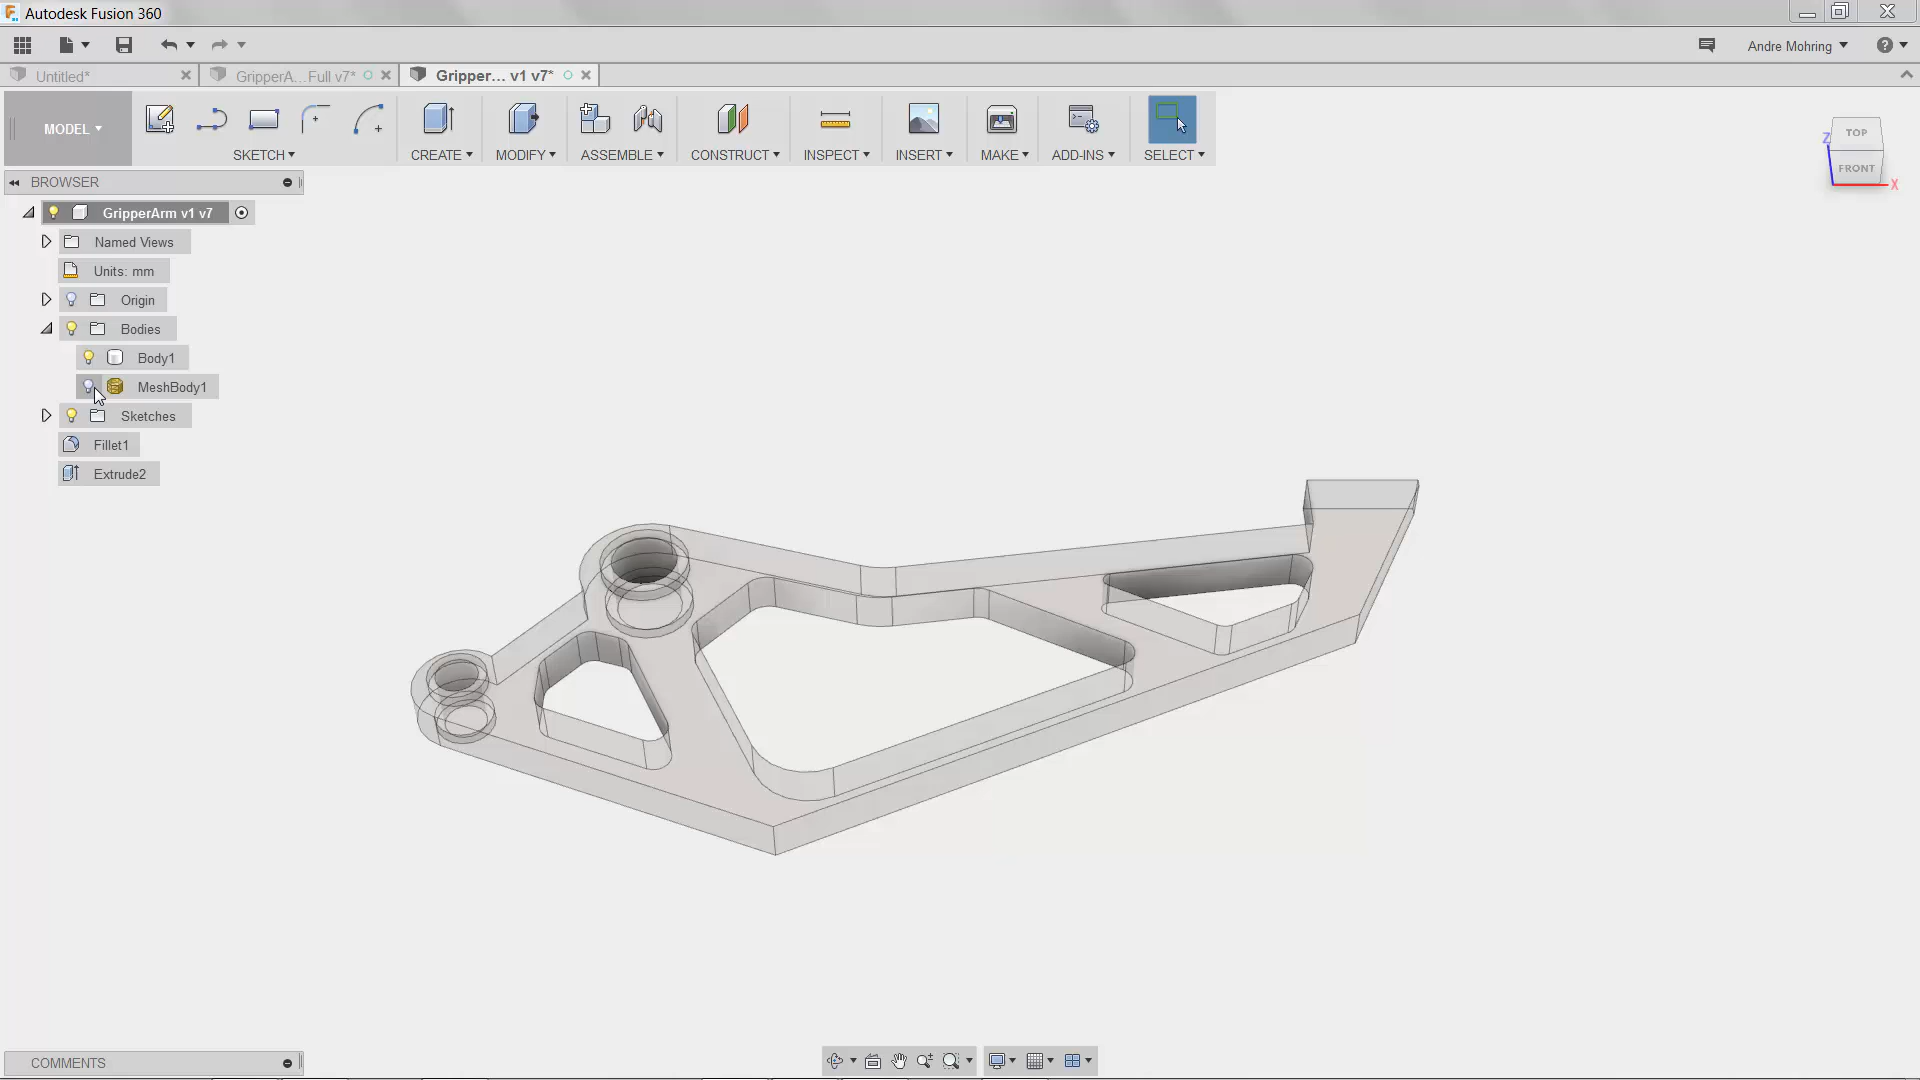 Autodesk Fusion 360
Andre Mohring
Untitled*
GripperA...Full v7*
Gripper... v1 v7*
MODEL
SKETCH
CREATE
MODIFY
ASSEMBLE
CONSTRUCT
INSPECT
INSERT
MAKE
ADD-INS
SELECT
TOP
FRONT
Z
X
BROWSER
GripperArm v1 v7
Named Views
Units: mm
Origin
Bodies
Body1
MeshBody1
Sketches
Fillet1
Extrude2
COMMENTS